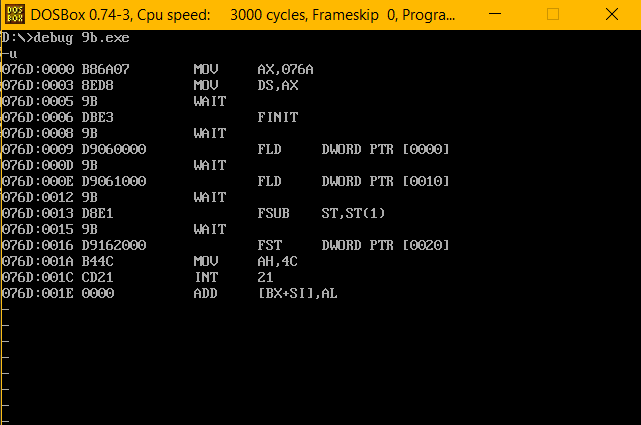 DOSBox 0.74-3, Cpu speed:    3000 cycles, Frameskip  0, Progra...
D:\>debug 9b.exe
-u
076D:0000 B86A07        MOV     AX,076A
076D:0003 8ED8          MOV     DS,AX
076D:0005 9B            WAIT
076D:0006 DBE3                  FINIT
076D:0008 9B            WAIT
076D:0009 D9060000              FLD     DWORD PTR [0000]
076D:000D 9B            WAIT
076D:000E D9061000              FLD     DWORD PTR [0010]
076D:0012 9B            WAIT
076D:0013 D8E1                  FSUB    ST,ST(1)
076D:0015 9B            WAIT
076D:0016 D9162000              FST     DWORD PTR [0020]
076D:001A B44C          MOV     AH,4C
076D:001C CD21          INT     21
076D:001E 0000          ADD     [BX+SI],AL
-
-
-
-
-
-
-